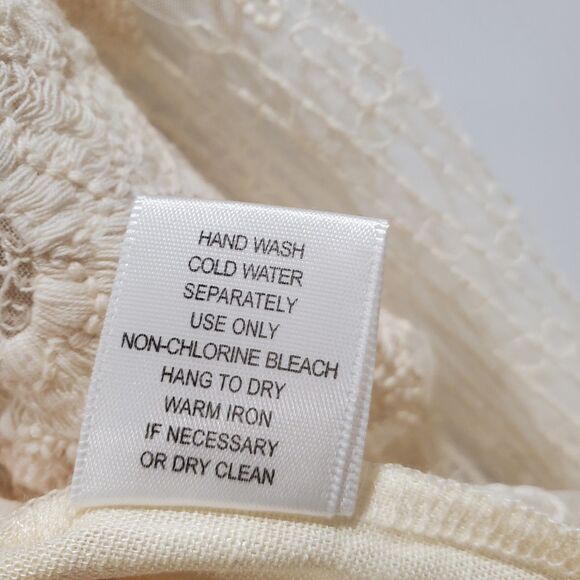 HAND WASH
COLD WATER
SEPARATELY
USE ONLY
NON-CHLORINE BLEACH
HANG TO DRY
WARM IRON
IF NECESSARY
OR DRY CLEAN